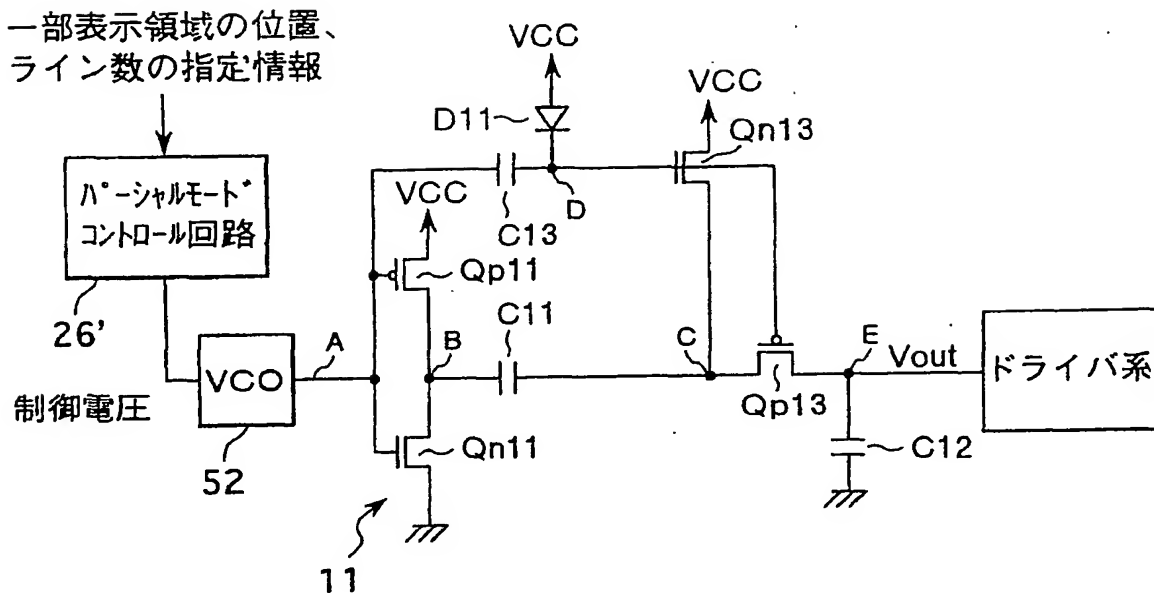 一部表示領域の位置、
ライン数の指定情報
パーシャルモード
コントロール回路
26'
VCO
制御電圧
52
A
VCC
D11
VCC
Qn13
D
C13
VCC
Qp11
B
C11
C
Qp13
E
Vout
ドライバ系
C12
Qn11
11